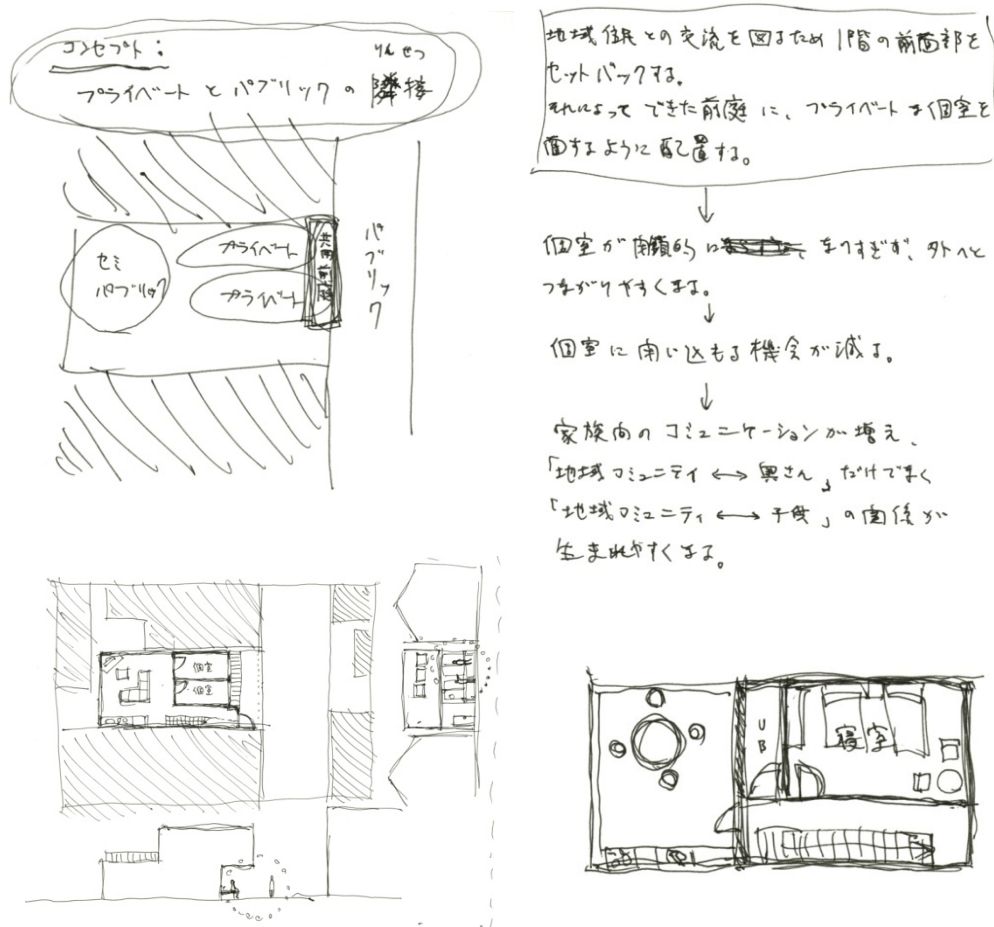 コンセプト：
りんせつ
プライベートとパブリックの隣接
セミ
パブリック
プライベート
プライベート
共用前庭
パブリック
地域住民との交流を図るため1階の前面部を
セットバックする。
それによってできた前庭に、プライベートな個室を
面するように配置する。
個室が閉鎖的になりすぎず、外へと
つながりやすくなる。
個室に閉じ込もる機会が減る。
家族内のコミュニケーションが増え、
「地域コミュニティ ⟷ 奥さん」だけでなく
「地域コミュニティ ⟷ 子供」の関係が
生まれやすくなる。
個室
個室
UB
寝室